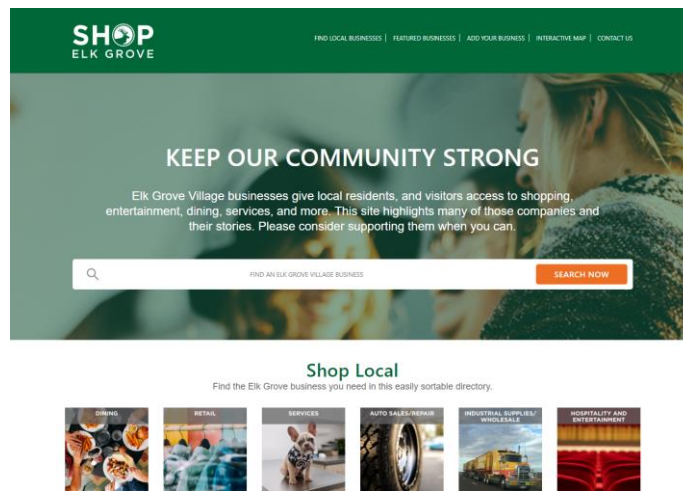 SHOP
ELK GROVE
FIND LOCAL BUSINESSES | FEATURED BUSINESSES | ADD YOUR BUSINESS | INTERACTIVE MAP | CONTACT US
KEEP OUR COMMUNITY STRONG
Elk Grove Village businesses give local residents, and visitors access to shopping,
entertainment, dining, services, and more. This site highlights many of those companies and
their stories. Please consider supporting them when you can.
FIND AN ELK GROVE VILLAGE BUSINESS
SEARCH NOW
Shop Local
Find the Elk Grove business you need in this easily sortable directory.
DINING
RETAIL
SERVICES
AUTO SALES/REPAIR
INDUSTRIAL SUPPLIES/
WHOLESALE
HOSPITALITY AND
ENTERTAINMENT